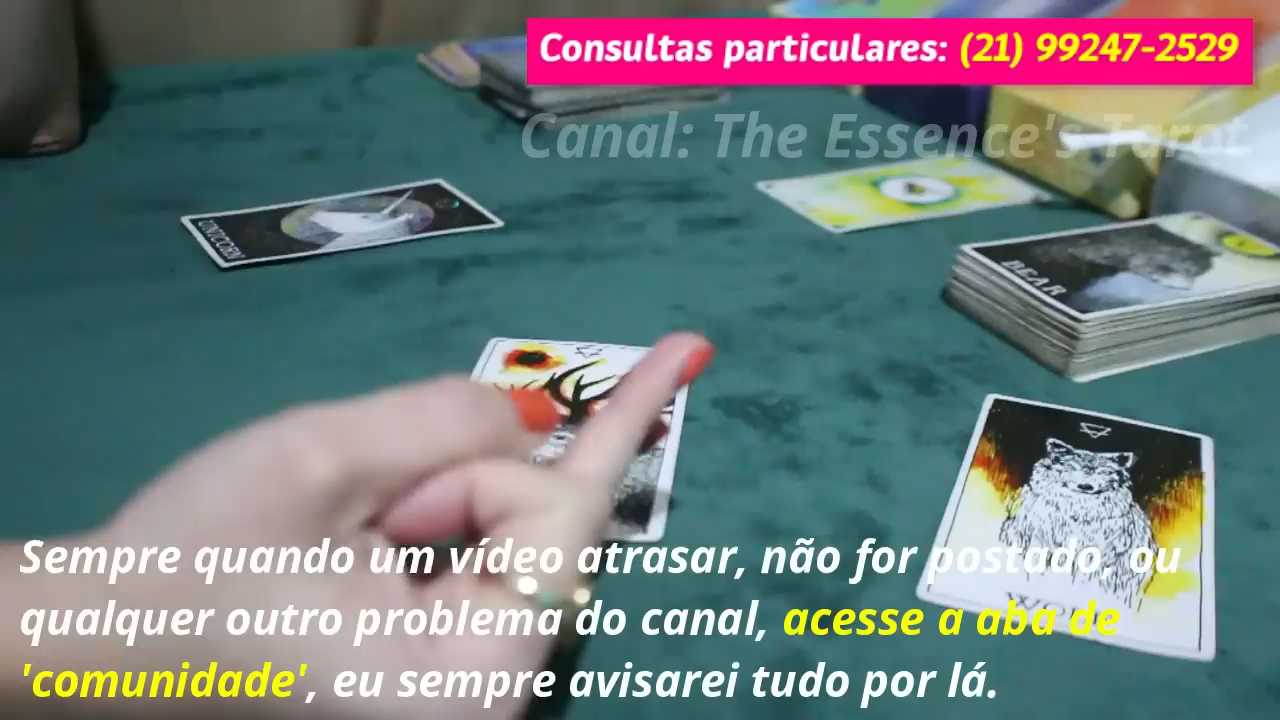 Consultas particulares: (21) 99247-2529
Canal: The Essence's Tarot
UNICORN
BEAR
Sempre quando um vídeo atrasar, não for postado, ou
qualquer outro problema do canal, acesse a aba de
'comunidade', eu sempre avisarei tudo por lá.